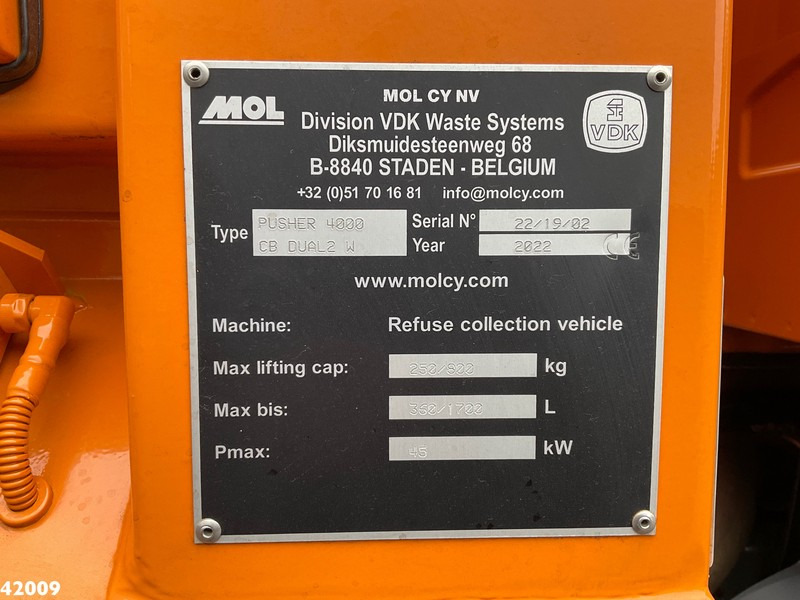 MOL
MOL CY NV
Division VDK Waste Systems
Diksmuidesteenweg 68
B-8840 STADEN - BELGIUM
+32 (0)51 70 16 81 info@molcy.com
VDK
Type PUSHER 4000 Serial N° 22/19/02
CB DUAL2 W Year 2022 CE
www.molcy.com
Machine: Refuse collection vehicle
Max lifting cap: 250/800 kg
Max bis: 360/1700 L
Pmax: 45 kW
42009